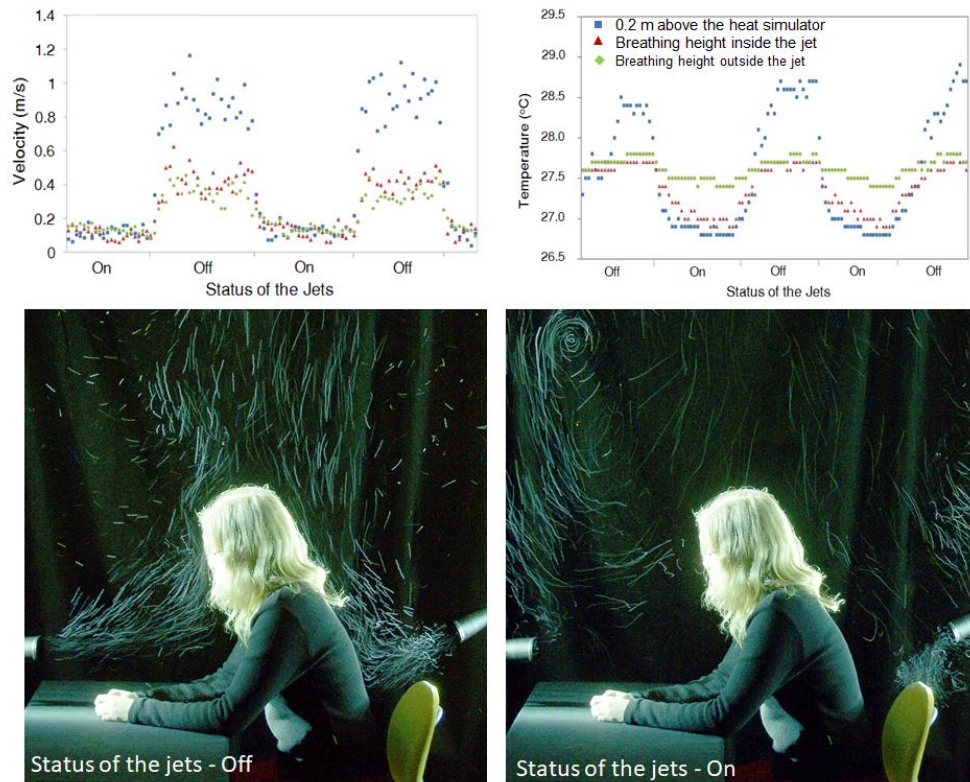 1.4
1.2
1
0.8
0.6
0.4
0.2
0
Velocity (m/s)
On Off On Off
Status of the Jets
29.5
29.0
28.5
28.0
27.5
27.0
26.5
Temperature (°C)
0.2 m above the heat simulator
Breathing height inside the jet
Breathing height outside the jet
Off On Off On Off
Status of the Jets
Status of the jets - Off
Status of the jets - On